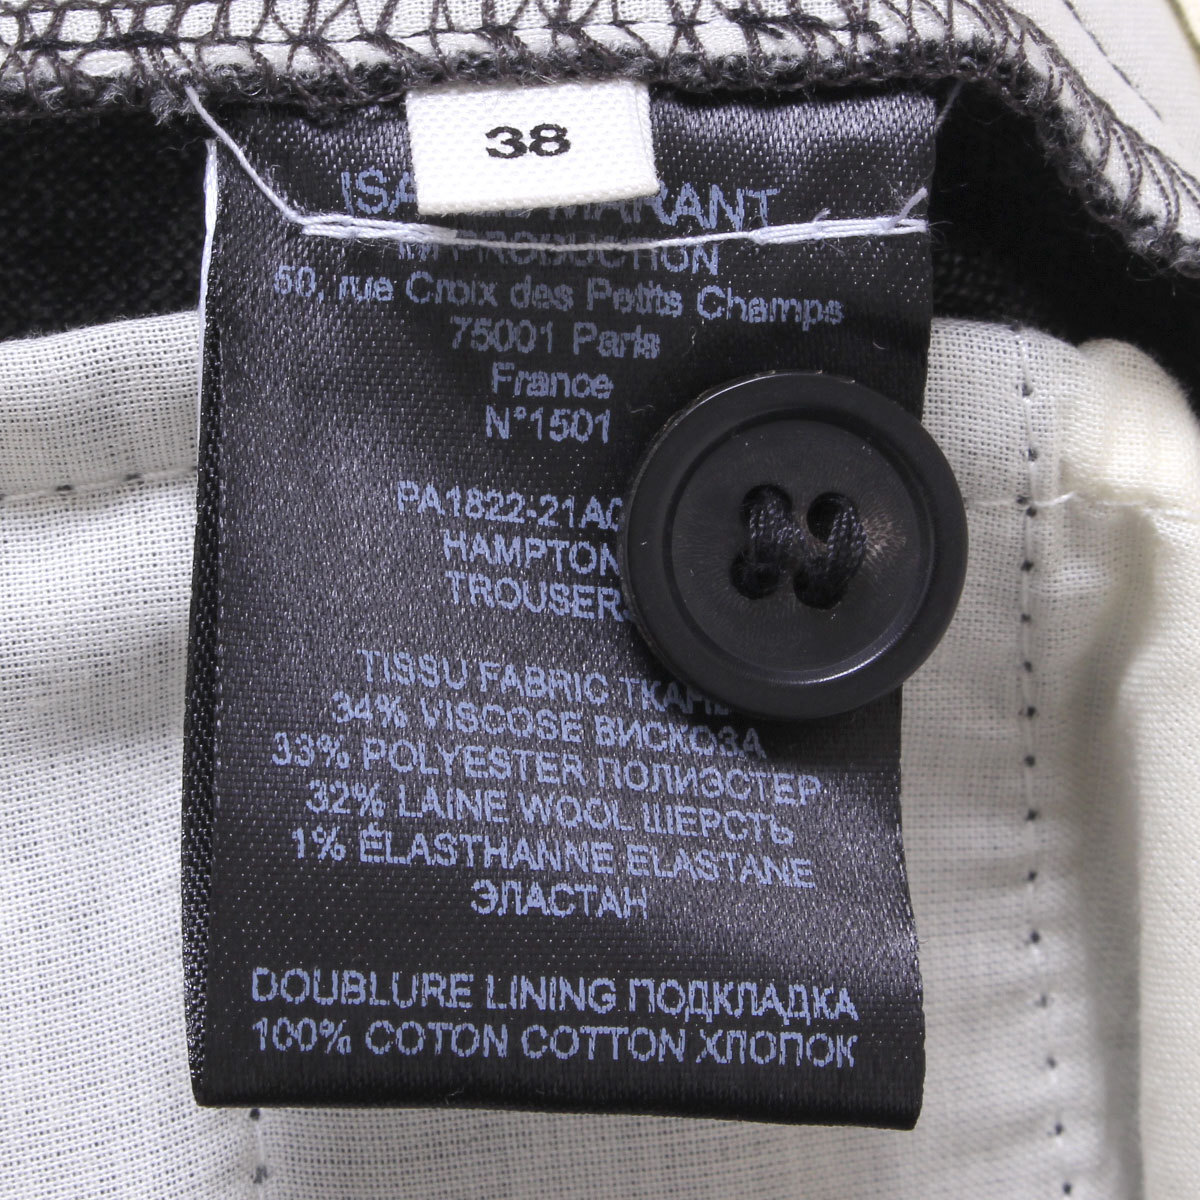 38
MARANT
PRODUCTION
50, rue Croix des Petits Champs
75001 Paris
France
N°1501
PA1822-21A0
HAMPTON
TROUSER
TISSU FABRIC ТКАНЬ
34% VISCOSE ВИСКОЗА
33% POLYESTER ПОЛИЭСТЕР
32% LAINE WOOL ШЕРСТЬ
1% ÉLASTHANNE ELASTANE
ЭЛАСТАН
DOUBLURE LINING ПОДКЛАДКА
100% COTON COTTON ХЛОПОК